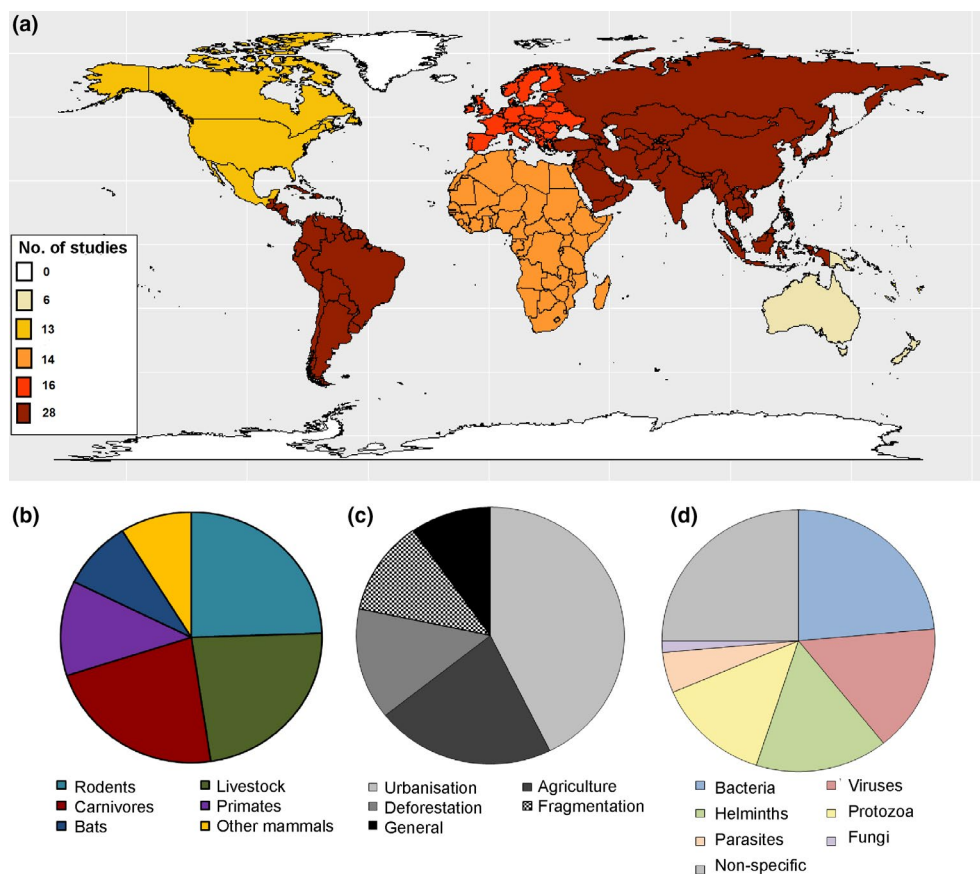 (a)
No. of studies
0
6
13
14
16
28
(b)
(c)
(d)
Rodents
Livestock
Carnivores
Primates
Bats
Other mammals
Urbanisation
Agriculture
Deforestation
Fragmentation
General
Bacteria
Viruses
Helminths
Protozoa
Parasites
Fungi
Non-specific